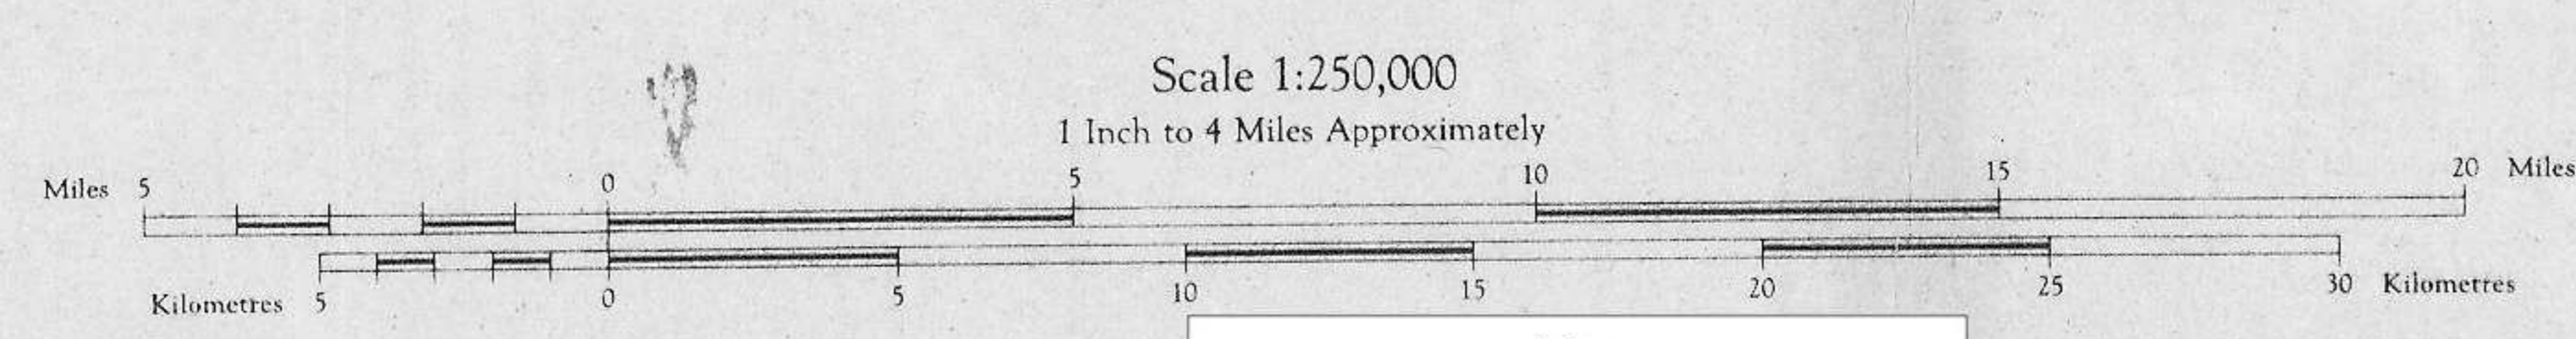 Scale 1:250,000
1 Inch to 4 Miles Approximately
Miles 5 0 5 10 15 20 Miles
Kilometres 5 0 5 10 15 20 25 30 Kilometres